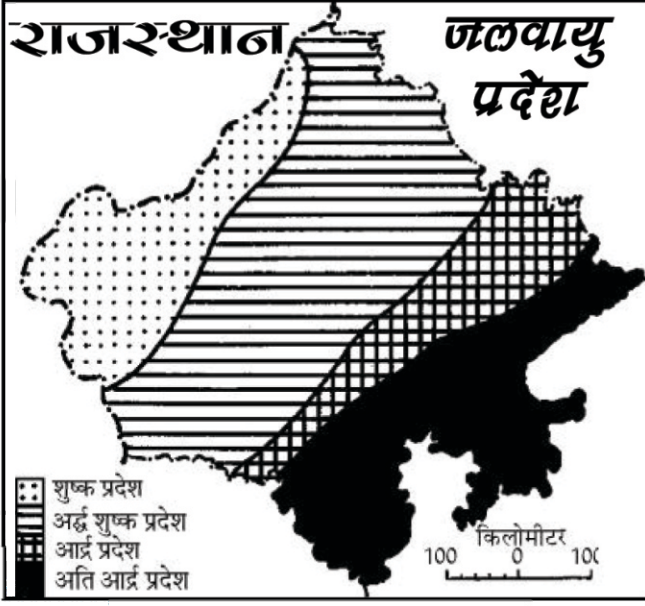 राजस्थान
जलवायु
प्रदेश
शुष्क प्रदेश
अर्द्ध शुष्क प्रदेश
आर्द्र प्रदेश
अति आर्द्र प्रदेश
किलोमीटर
100 0 100